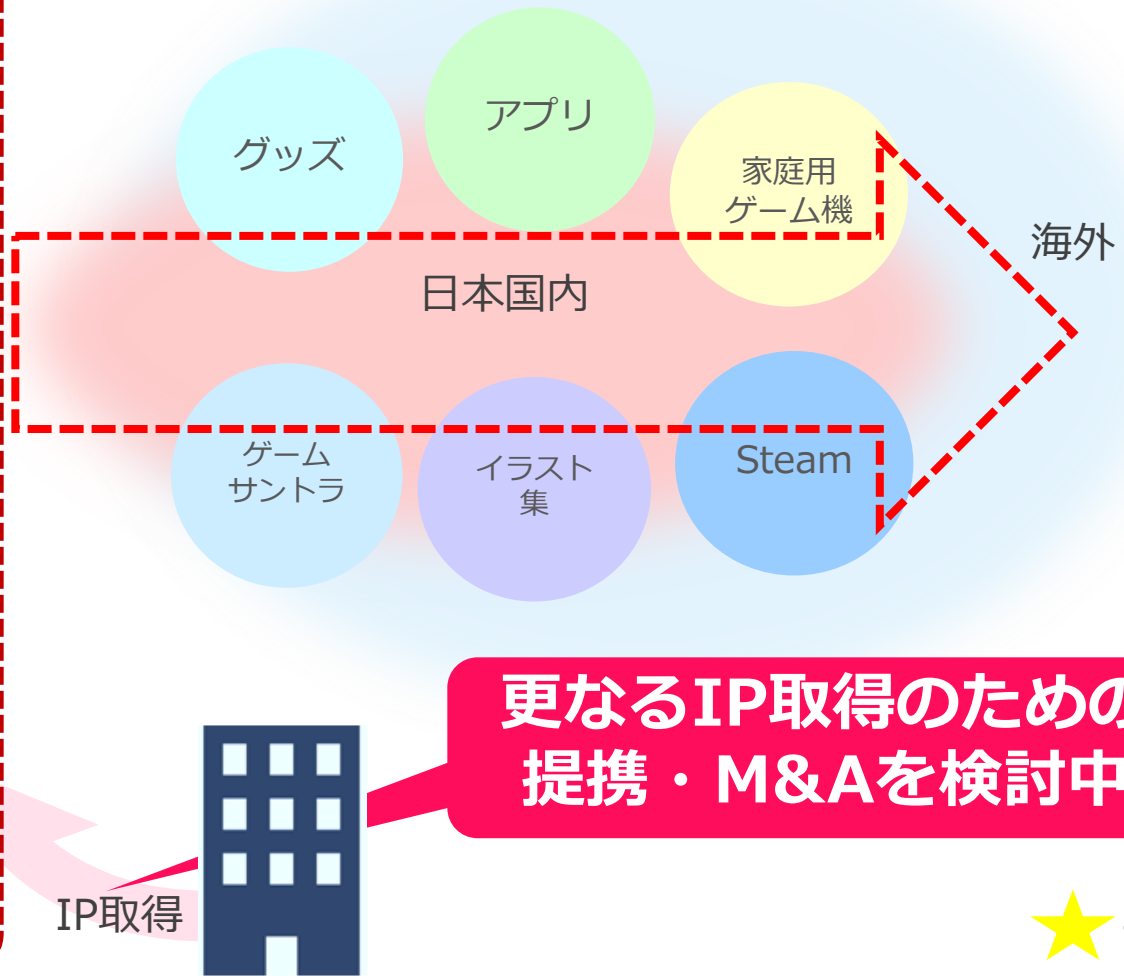 グッズ
アプリ
家庭用
ゲーム機
海外
日本国内
ゲーム
サントラ
イラスト
集
Steam
更なるIP取得のための
提携・M&Aを検討中
IP取得